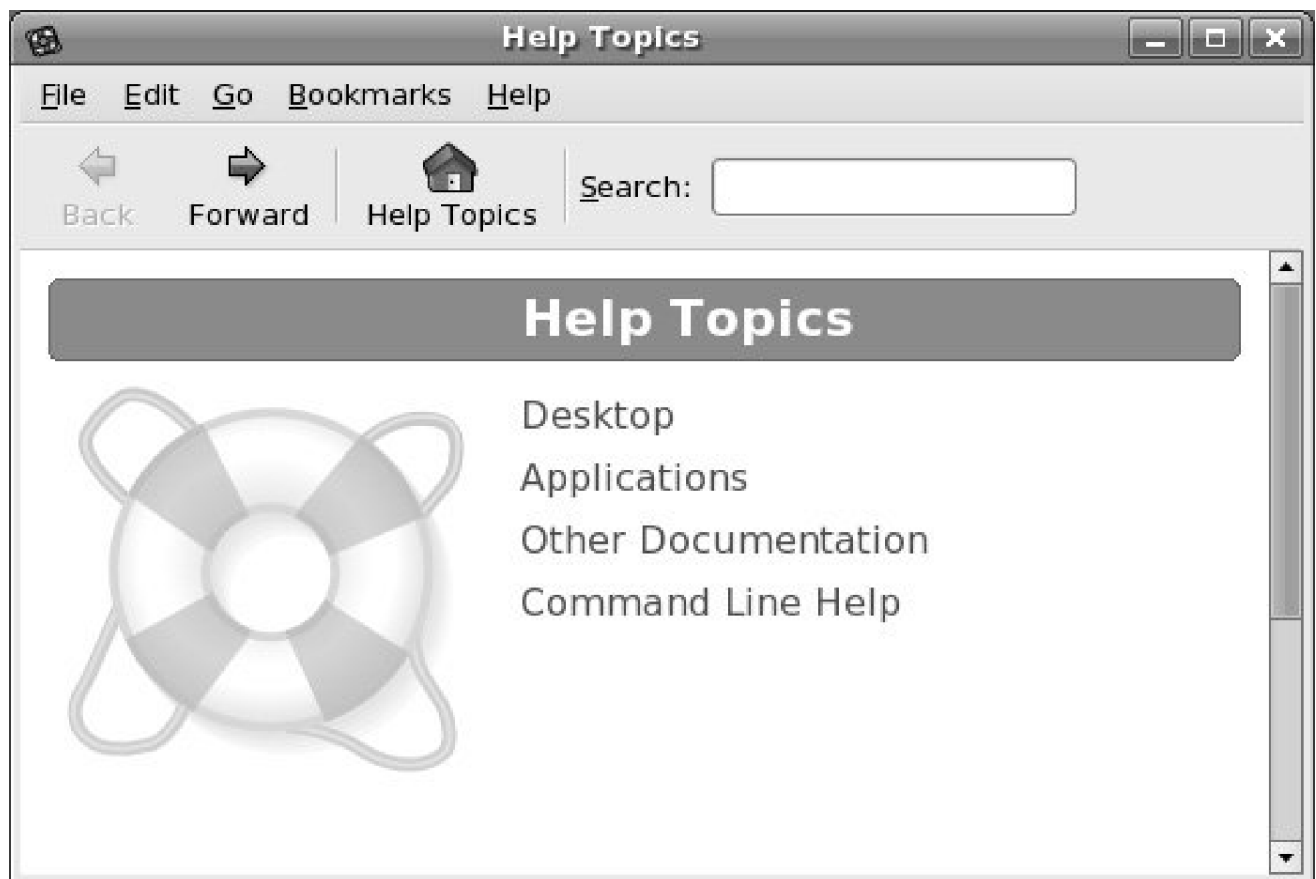 Help Topics
File Edit Go Bookmarks Help
Back Forward Help Topics Search:
Help Topics
Desktop
Applications
Other Documentation
Command Line Help